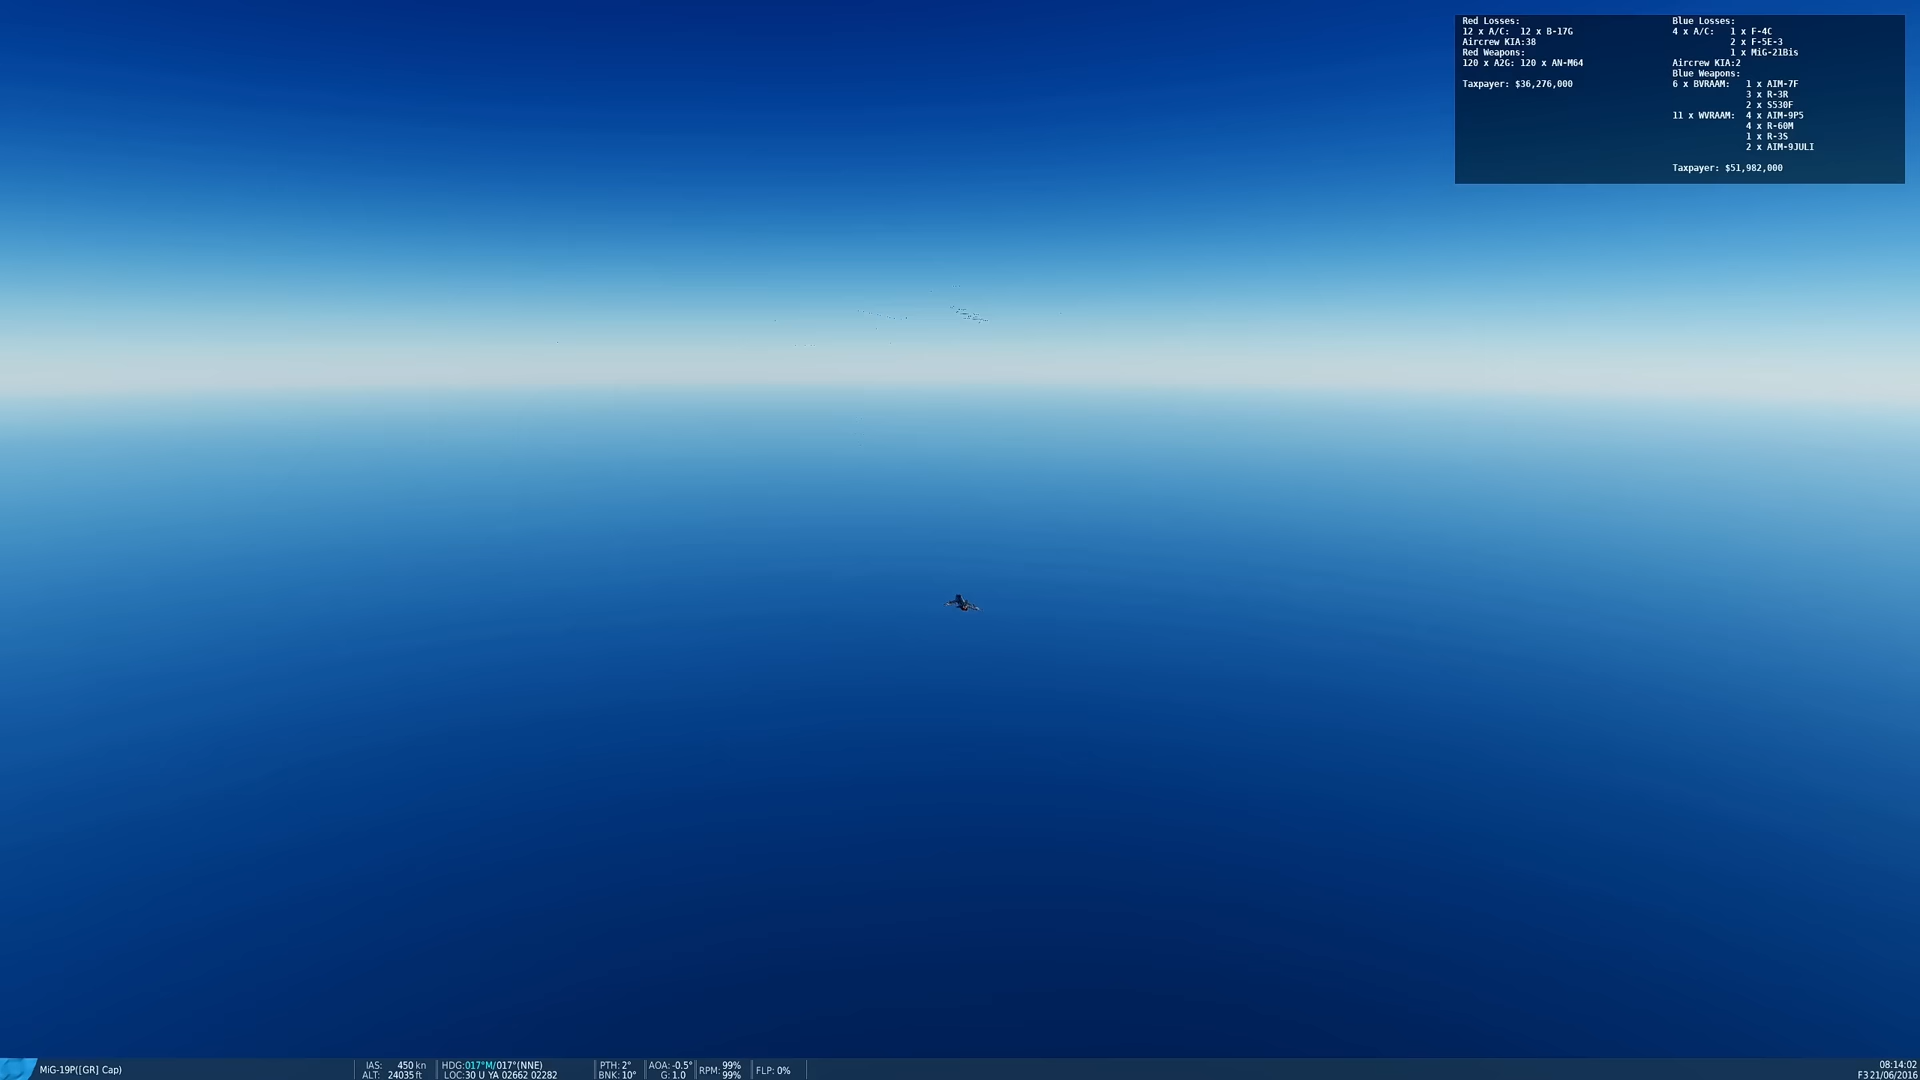 Red Losses:
12 x A/C: 12 x B-17G
Aircrew KIA:38
Red Weapons:
120 x A2G: 120 x AN-M64
Taxpayer: $36,276,000
Blue Losses:
4 x A/C: 1 x F-4C
2 x F-5E-3
1 x MiG-21Bis
Aircrew KIA:2
Blue Weapons:
6 x BVRAAM: 1 x AIM-7F
3 x R-3R
2 x S530F
11 x WVRAAM: 4 x AIM-9P5
4 x R-60M
1 x R-3S
2 x AIM-9JULI
Taxpayer: $51,982,000
MiG-19P([GR] Cap)
IAS: 450 kn
ALT: 24035 ft
HDG:017°M/017°(NNE)
LOC:30 U YA 02662 02282
PTH: 2°
BNK: 10°
AOA: -0.5°
G: 1.0
RPM: 99%
99%
FLP: 0%
08:14:02
F3 21/06/2016